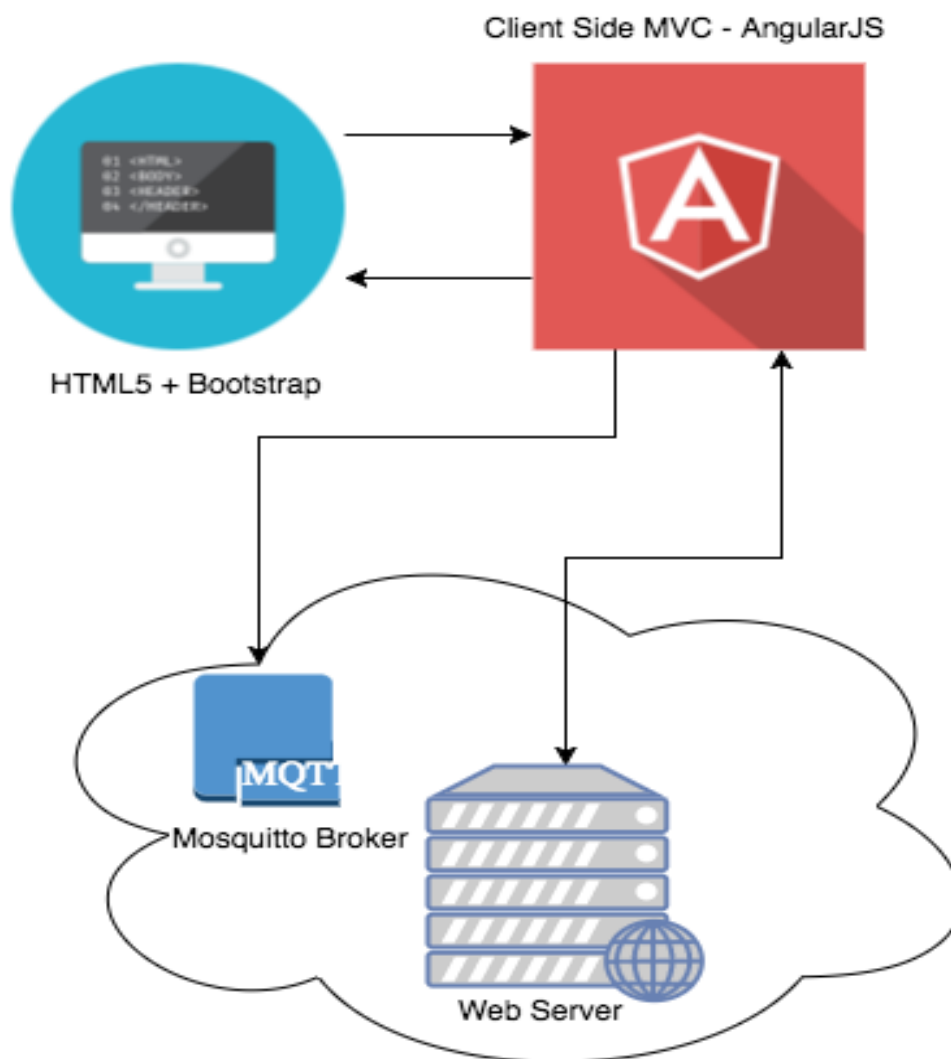 Client Side MVC - AngularJS
01 <HTML>
02 <BODY>
03 <HEADER>
04 </HEADER>
A
HTML5 + Bootstrap
MQTT
Mosquitto Broker
Web Server